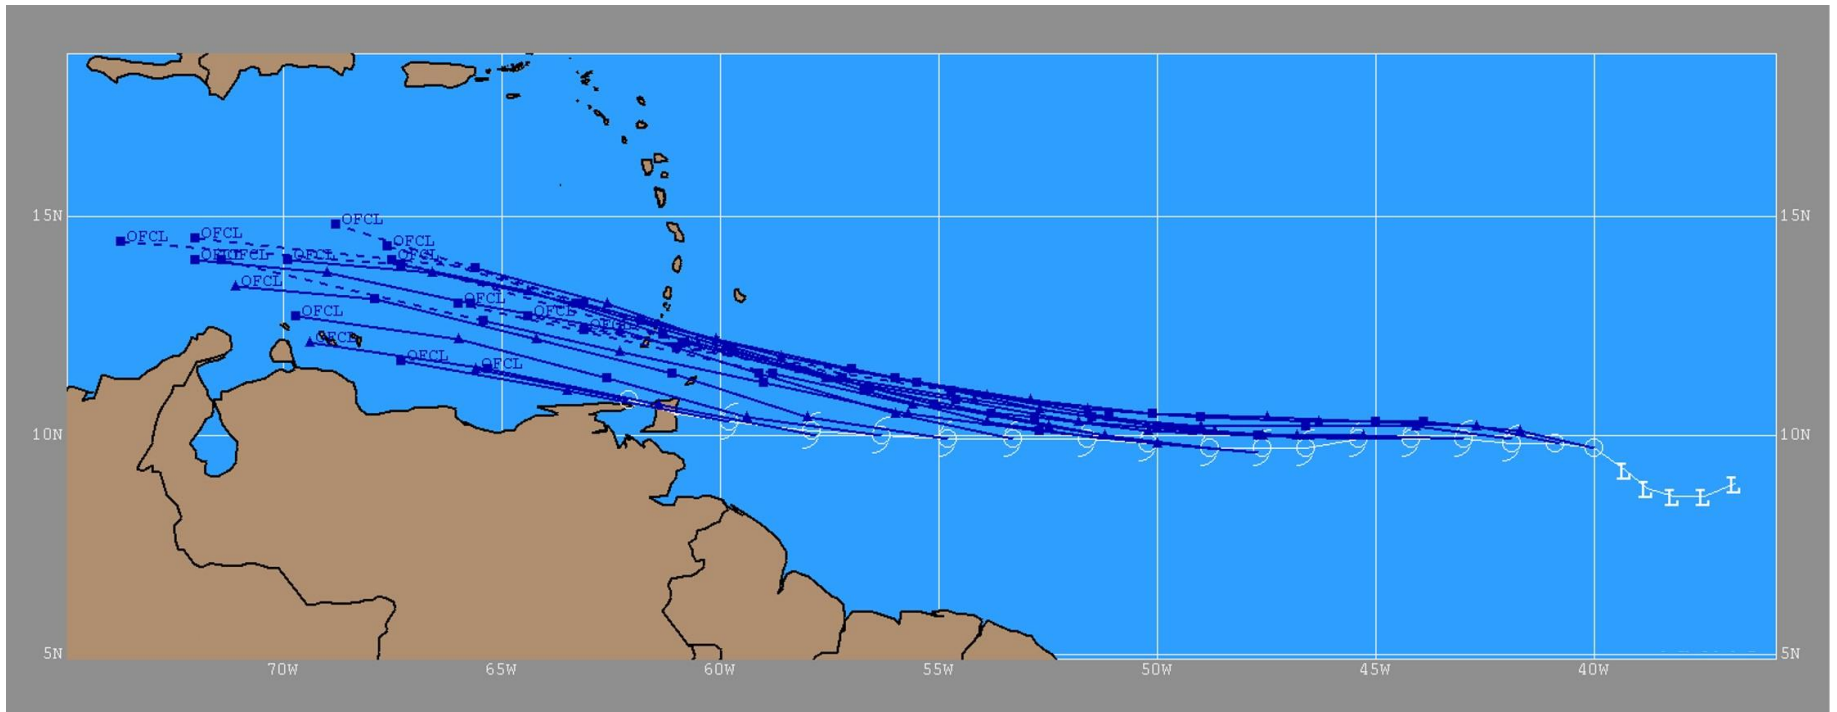 OFCL
OFCL OFCL OFCL
15N 15N
OFCL OFCL OFCL OFCL
OFCL
OFCL
OFCL OFCL
OFCL
OFCL
OFCL OFCL
10N 10N
L
L L L L
5N 5N
70W 65W 60W 55W 50W 45W 40W